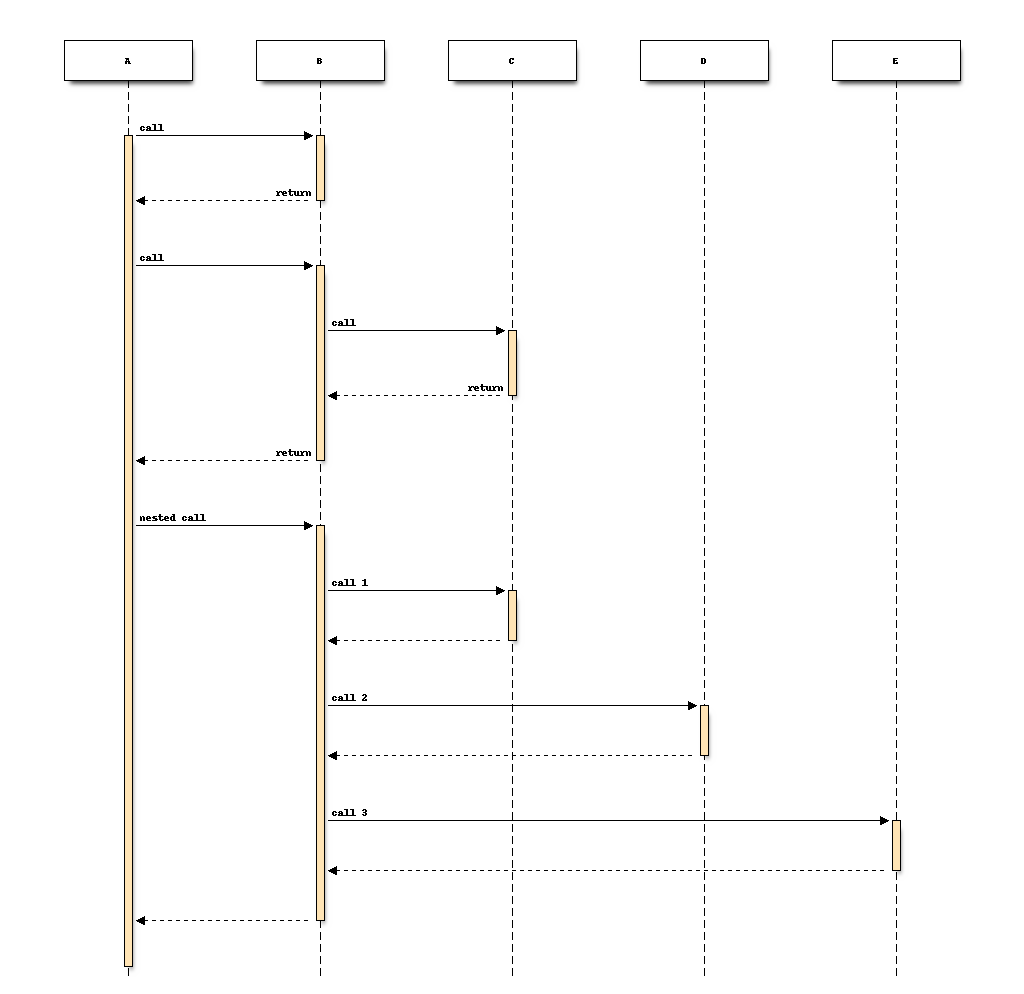 A
B
C
D
E
call
return
call
call
return
return
nested call
call 1
call 2
call 3